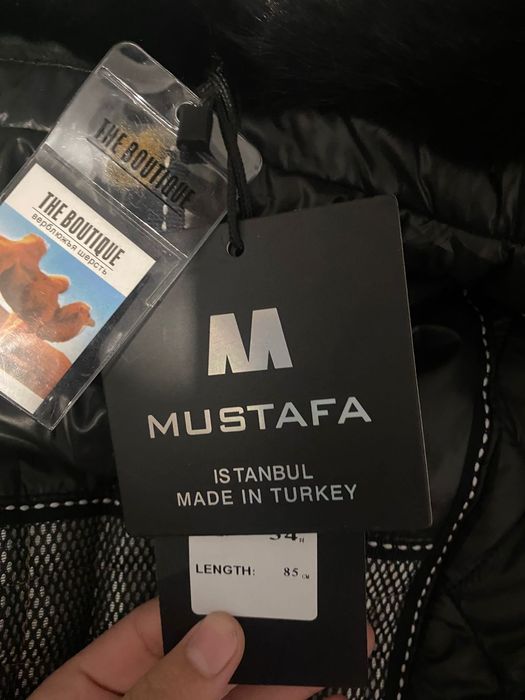 THE BOUTIQUE
THE BOUTIQUE
верблюжья шерсть
M
MUSTAFA
ISTANBUL
MADE IN TURKEY
LENGTH: 85 CM